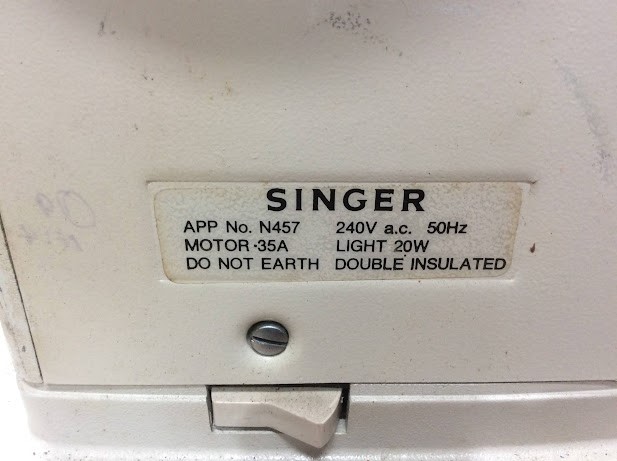 SINGER
APP No. N457 240V a.c. 50Hz
MOTOR ·35A LIGHT 20W
DO NOT EARTH DOUBLE INSULATED